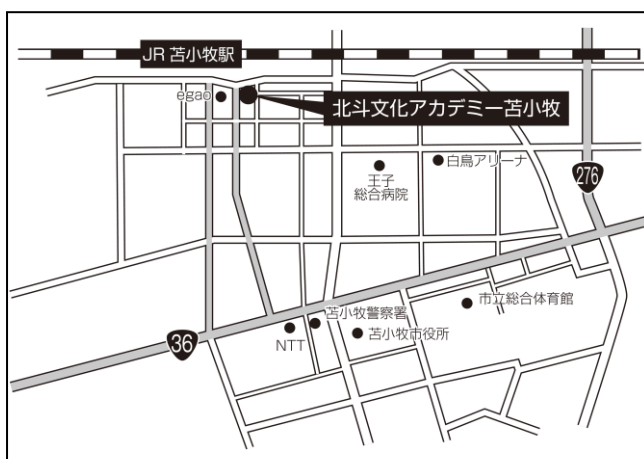 JR 苫小牧駅
egao
北斗文化アカデミー苫小牧
白鳥アリーナ
王子
総合病院
276
市立総合体育館
苫小牧警察署
苫小牧市役所
NTT
36